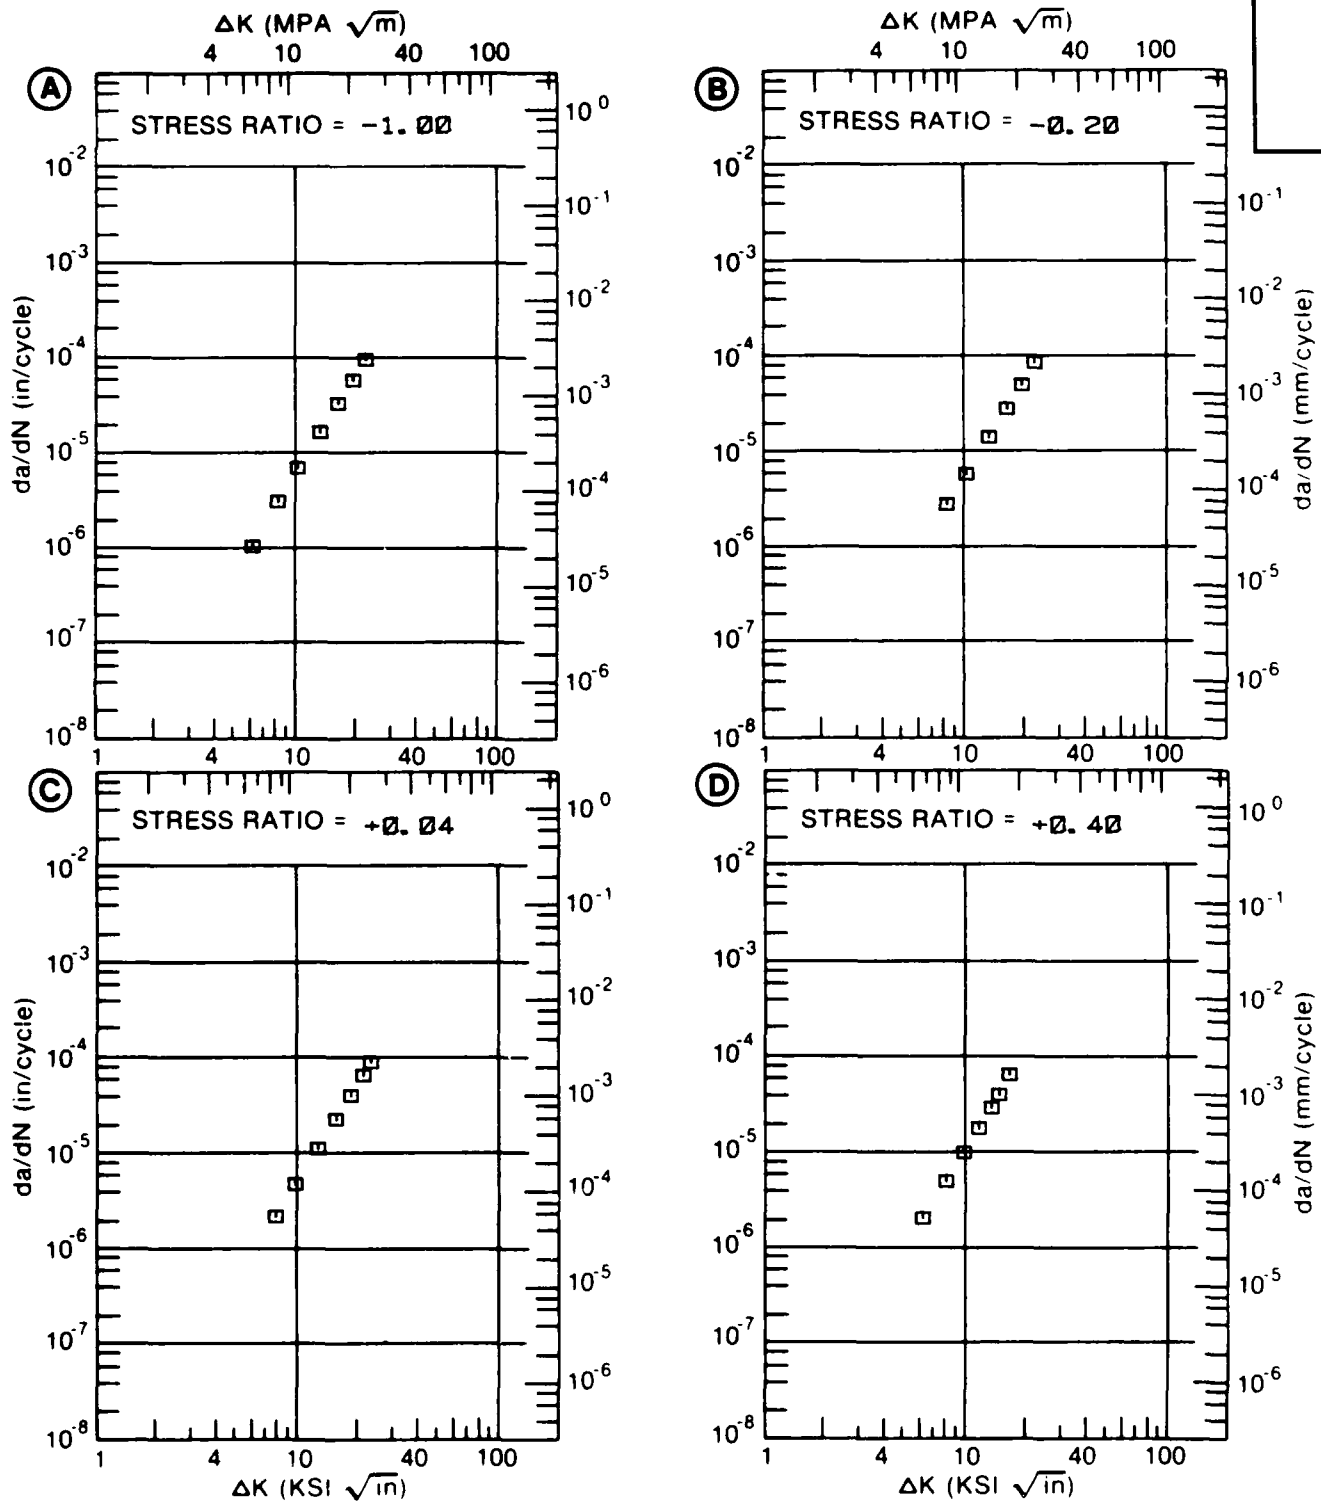 ΔK (MPA √m)
4 10 40 100
A
STRESS RATIO = -1.00
10^0
10^-2
10^-1
10^-3
10^-2
10^-4
10^-3
10^-5
10^-4
10^-6
10^-5
10^-7
10^-6
10^-8
1 4 10 40 100
da/dN (in/cycle)
ΔK (MPA √m)
4 10 40 100
B
STRESS RATIO = -0.20
10^-2
10^-1
10^-3
10^-2
10^-4
10^-3
10^-5
10^-4
10^-6
10^-5
10^-7
10^-6
10^-8
1 4 10 40 100
da/dN (mm/cycle)
C
STRESS RATIO = +0.04
10^0
10^-2
10^-1
10^-3
10^-2
10^-4
10^-3
10^-5
10^-4
10^-6
10^-5
10^-7
10^-6
10^-8
1 4 10 40 100
da/dN (in/cycle)
ΔK (KSI √in)
D
STRESS RATIO = +0.40
10^0
10^-2
10^-1
10^-3
10^-2
10^-4
10^-3
10^-5
10^-4
10^-6
10^-5
10^-7
10^-6
10^-8
1 4 10 40 100
da/dN (mm/cycle)
ΔK (KSI √in)